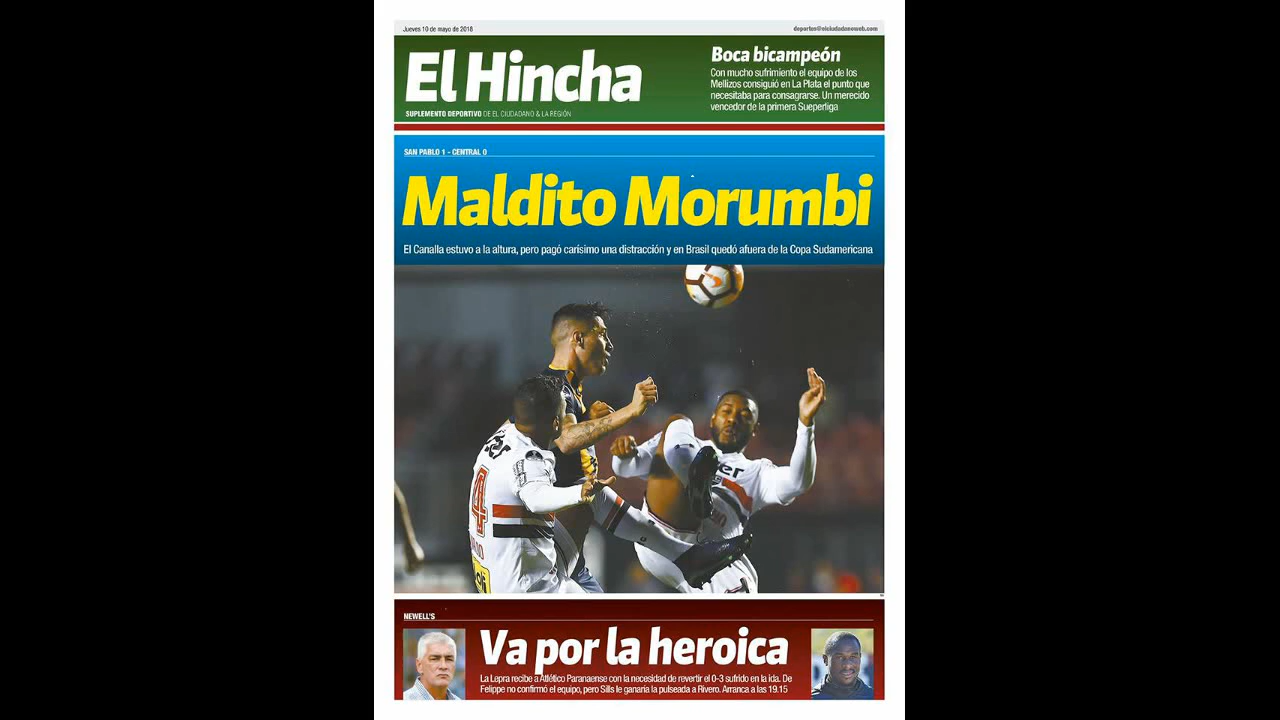 Jueves 10 de mayo de 2018
deportes@elciudadanoweb.com
El Hincha
SUPLEMENTO DEPORTIVO DE EL CIUDADANO & LA REGIÓN
Boca bicampeón
Con mucho sufrimiento el equipo de los
Mellizos consiguió en La Plata el punto que
necesitaba para consagrarse. Un merecido
vencedor de la primera Sueperliga
SAN PABLO 1 - CENTRAL 0
Maldito Morumbi
El Canalla estuvo a la altura, pero pagó carísimo una distracción y en Brasil quedó afuera de la Copa Sudamericana
4
NEWELL'S
Va por la heroica
La Lepra recibe a Atlético Paranaense con la necesidad de revertir el 0-3 sufrido en la ida. De
Felippe no confirmó el equipo, pero Sills le ganaría la pulseada a Rivero. Arranca a las 19.15